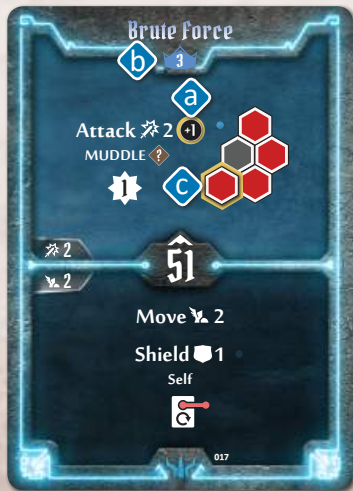 Brute Force
b
3
a
Attack 2 +1
MUDDLE ?
1
c
2
51
2
Move 2
Shield 1
Self
017